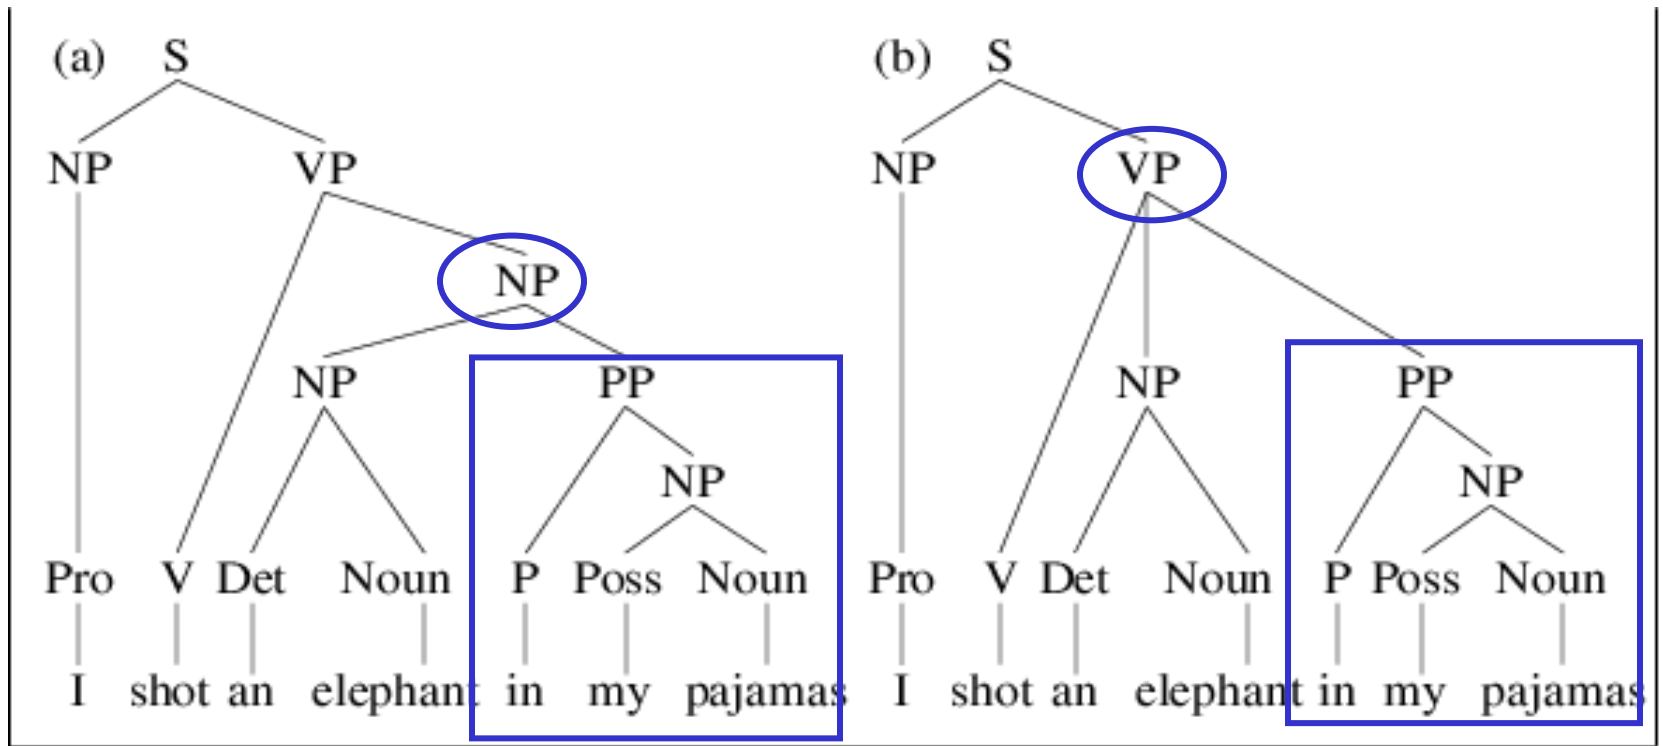 (a) S (b) S
NP VP NP VP
NP
NP PP NP PP
NP NP
Pro V Det Noun P Poss Noun Pro V Det Noun P Poss Noun
I shot an elephant in my pajamas I shot an elephant in my pajamas